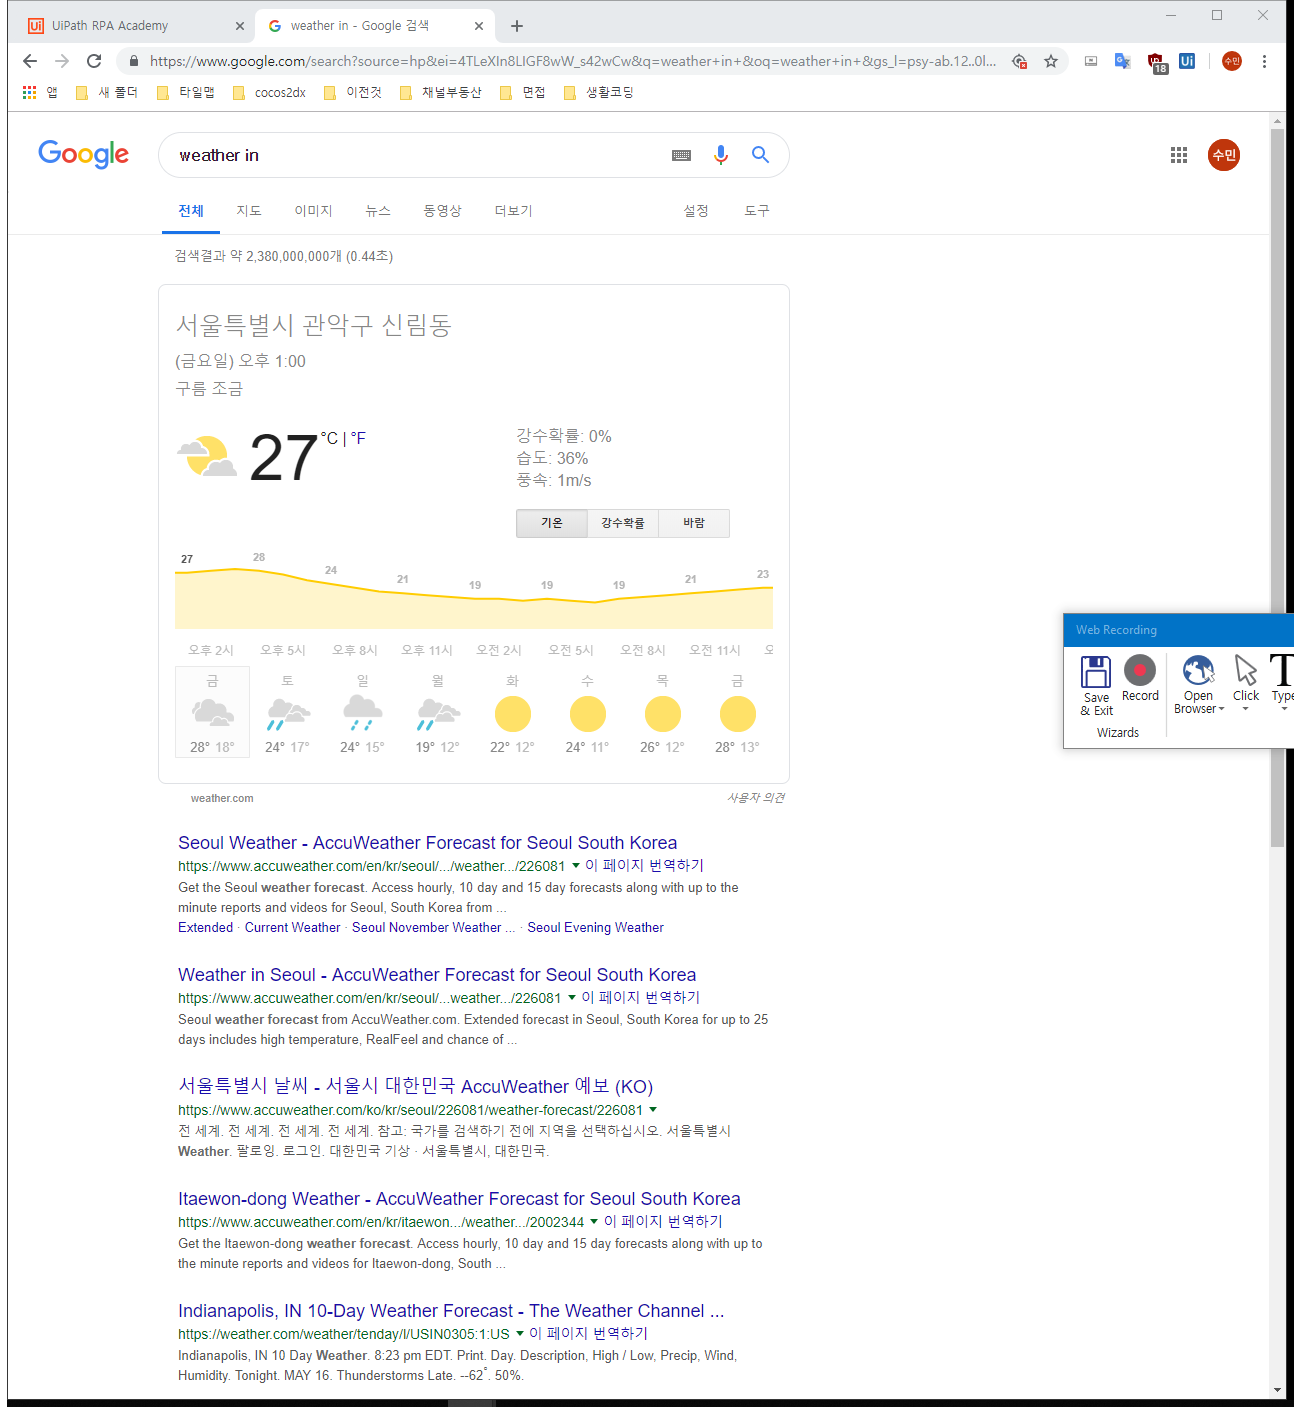 UiPath RPA Academy
weather in - Google 검색
https://www.google.com/search?source=hp&ei=4TLeXIn8LIGF8wW_s42wCw&q=weather+in+&oq=weather+in+&gs_l=psy-ab.12..0l...
18
Ui
수민
앱
새 폴더
타일맵
cocos2dx
이전것
채널부동산
면접
생활코딩
Google
weather in
수민
전체
지도
이미지
뉴스
동영상
더보기
설정
도구
검색결과 약 2,380,000,000개 (0.44초)
서울특별시 관악구 신림동
(금요일) 오후 1:00
구름 조금
27 °C | °F
강수확률: 0%
습도: 36%
풍속: 1m/s
기온
강수확률
바람
27 28 24 21 19 19 19 21 23
오후 2시 오후 5시 오후 8시 오후 11시 오전 2시 오전 5시 오전 8시 오전 11시
금 토 일 월 화 수 목 금
28° 18° 24° 17° 24° 15° 19° 12° 22° 12° 24° 11° 26° 12° 28° 13°
weather.com
사용자 의견
Web Recording
Save & Exit
Record
Open Browser
Click
Type
Wizards
Seoul Weather - AccuWeather Forecast for Seoul South Korea
https://www.accuweather.com/en/kr/seoul/.../weather.../226081 ▼ 이 페이지 번역하기
Get the Seoul weather forecast. Access hourly, 10 day and 15 day forecasts along with up to the
minute reports and videos for Seoul, South Korea from ...
Extended · Current Weather · Seoul November Weather ... · Seoul Evening Weather
Weather in Seoul - AccuWeather Forecast for Seoul South Korea
https://www.accuweather.com/en/kr/seoul/...weather.../226081 ▼ 이 페이지 번역하기
Seoul weather forecast from AccuWeather.com. Extended forecast in Seoul, South Korea for up to 25
days includes high temperature, RealFeel and chance of ...
서울특별시 날씨 - 서울시 대한민국 AccuWeather 예보 (KO)
https://www.accuweather.com/ko/kr/seoul/226081/weather-forecast/226081 ▼
전 세계. 전 세계. 전 세계. 전 세계. 참고: 국가를 검색하기 전에 지역을 선택하십시오. 서울특별시
Weather. 팔로잉. 로그인. 대한민국 기상 · 서울특별시, 대한민국.
Itaewon-dong Weather - AccuWeather Forecast for Seoul South Korea
https://www.accuweather.com/en/kr/itaewon.../weather.../2002344 ▼ 이 페이지 번역하기
Get the Itaewon-dong weather forecast. Access hourly, 10 day and 15 day forecasts along with up to
the minute reports and videos for Itaewon-dong, South ...
Indianapolis, IN 10-Day Weather Forecast - The Weather Channel ...
https://weather.com/weather/tenday/l/USIN0305:1:US ▼ 이 페이지 번역하기
Indianapolis, IN 10 Day Weather. 8:23 pm EDT. Print. Day. Description, High / Low, Precip, Wind,
Humidity. Tonight. MAY 16. Thunderstorms Late. --62°. 50%.